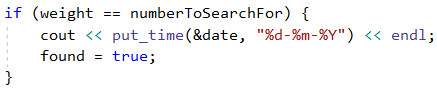 if (weight == numberToSearchFor) {
    cout << put_time(&date, "%d-%m-%Y") << endl;
    found = true;
}